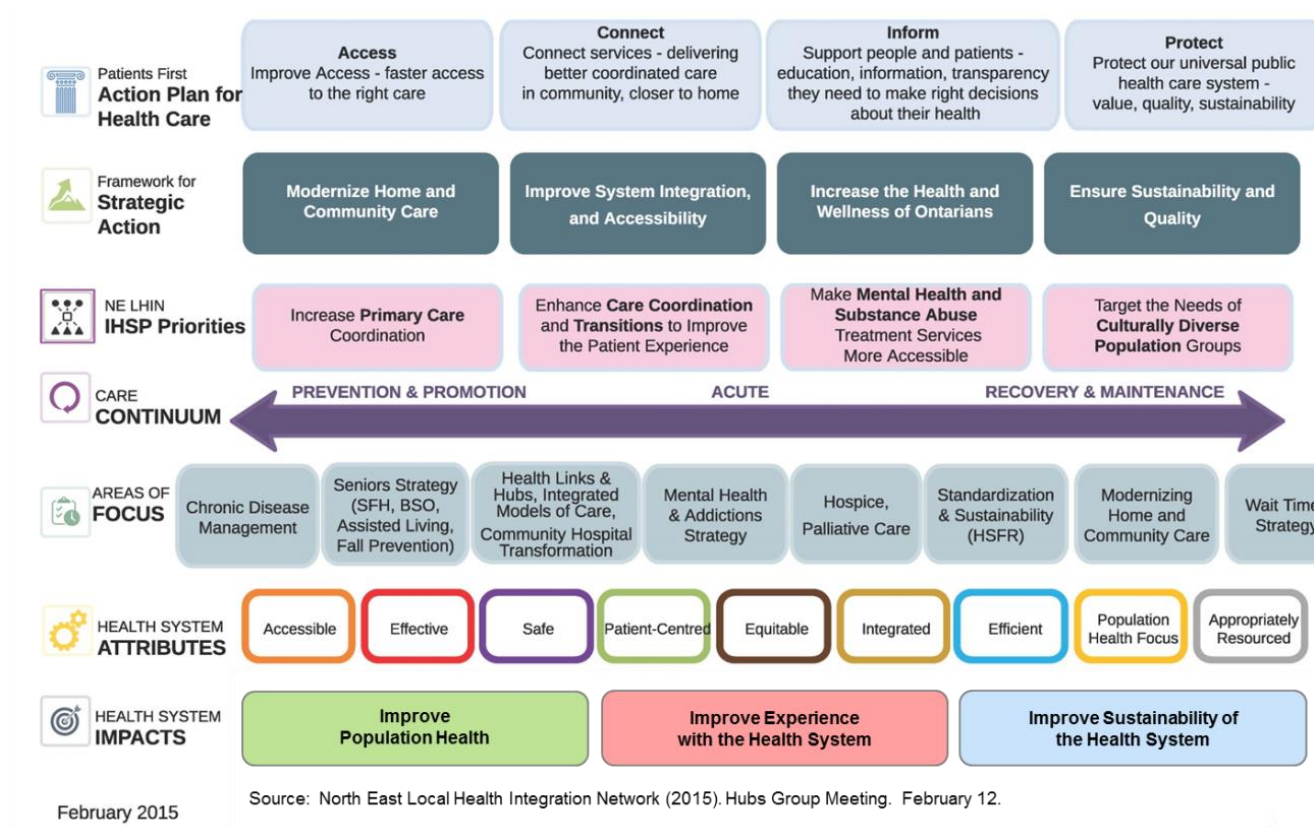 Patients First
Action Plan for
Health Care
Access
Improve Access - faster access
to the right care
Connect
Connect services - delivering
better coordinated care
in community, closer to home
Inform
Support people and patients -
education, information, transparency
they need to make right decisions
about their health
Protect
Protect our universal public
health care system -
value, quality, sustainability
Framework for
Strategic
Action
Modernize Home and
Community Care
Improve System Integration,
and Accessibility
Increase the Health and
Wellness of Ontarians
Ensure Sustainability and
Quality
NE LHIN
IHSP Priorities
Increase Primary Care
Coordination
Enhance Care Coordination
and Transitions to Improve
the Patient Experience
Make Mental Health and
Substance Abuse
Treatment Services
More Accessible
Target the Needs of
Culturally Diverse
Population Groups
CARE
CONTINUUM
PREVENTION & PROMOTION
ACUTE
RECOVERY & MAINTENANCE
AREAS OF
FOCUS
Chronic Disease
Management
Seniors Strategy
(SFH, BSO,
Assisted Living,
Fall Prevention)
Health Links &
Hubs, Integrated
Models of Care,
Community Hospital
Transformation
Mental Health
& Addictions
Strategy
Hospice,
Palliative Care
Standardization
& Sustainability
(HSFR)
Modernizing
Home and
Community Care
Wait Time
Strategy
HEALTH SYSTEM
ATTRIBUTES
Accessible
Effective
Safe
Patient-Centred
Equitable
Integrated
Efficient
Population
Health Focus
Appropriately
Resourced
HEALTH SYSTEM
IMPACTS
Improve
Population Health
Improve Experience
with the Health System
Improve Sustainability of
the Health System
February 2015
Source: North East Local Health Integration Network (2015). Hubs Group Meeting. February 12.